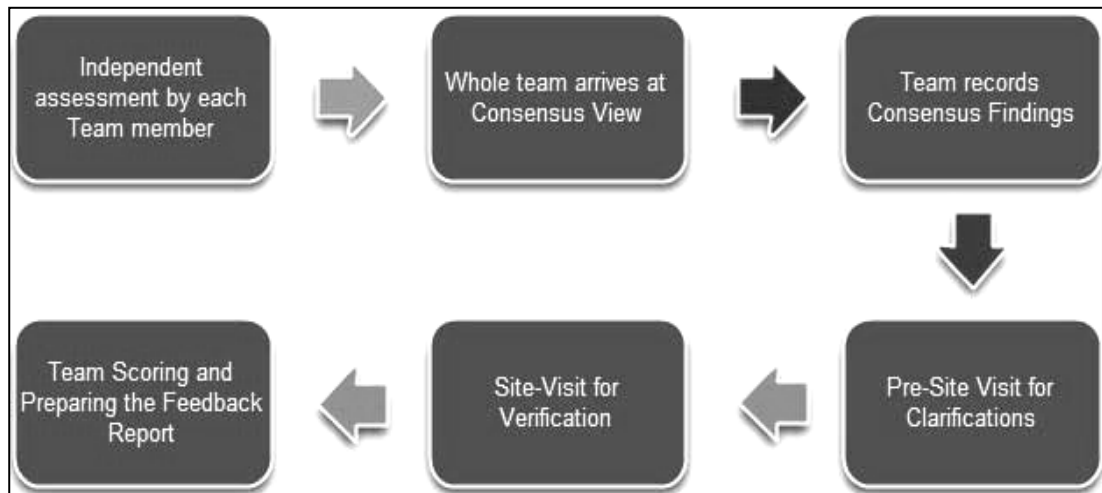 Independent
assessment by each
Team member
Whole team arrives at
Consensus View
Team records
Consensus Findings
Pre-Site Visit for
Clarifications
Site-Visit for
Verification
Team Scoring and
Preparing the Feedback
Report